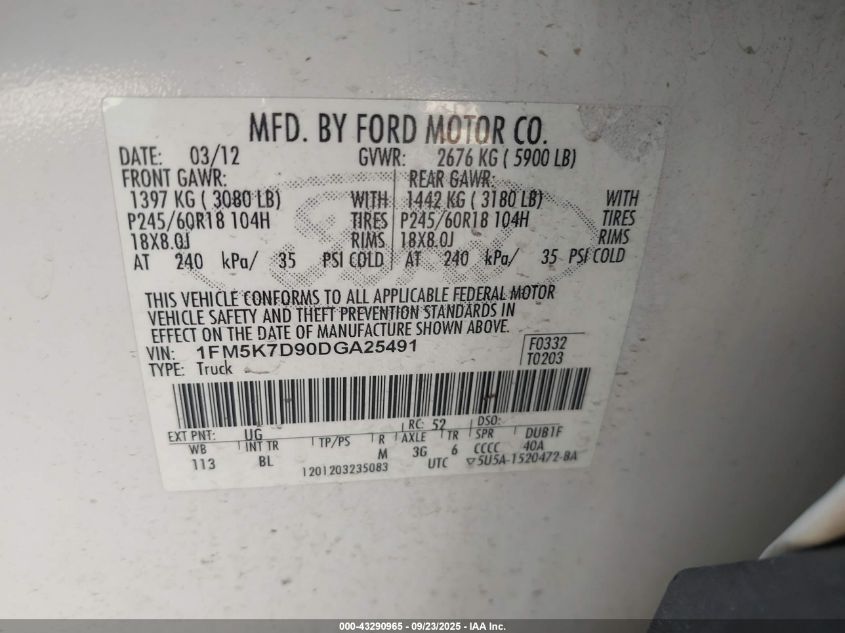 MFD. BY FORD MOTOR CO.
DATE: 03/12 GVWR: 2676 KG ( 5900 LB)
FRONT GAWR: REAR GAWR:
1397 KG ( 3080 LB) WITH 1442 KG ( 3180 LB) WITH
P245/60R18 104H TIRES P245/60R18 104H TIRES
18X8.0J RIMS 18X8.0J RIMS
AT 240 kPa/ 35 PSI COLD AT 240 kPa/ 35 PSI COLD
THIS VEHICLE CONFORMS TO ALL APPLICABLE FEDERAL MOTOR
VEHICLE SAFETY AND THEFT PREVENTION STANDARDS IN
EFFECT ON THE DATE OF MANUFACTURE SHOWN ABOVE.
VIN: 1FM5K7D90DGA25491 F0332
TYPE: Truck T0203
RC: 52 DSO:
EXT PNT: UG
WB INT TR TP/PS R AXLE TR SPR DUB1F
113 BL M 3G 6 CCCC 40A
1201203235083 UTC ▽5U5A-1520472-BA
000-43290965 - 09/23/2025 - IAA Inc.